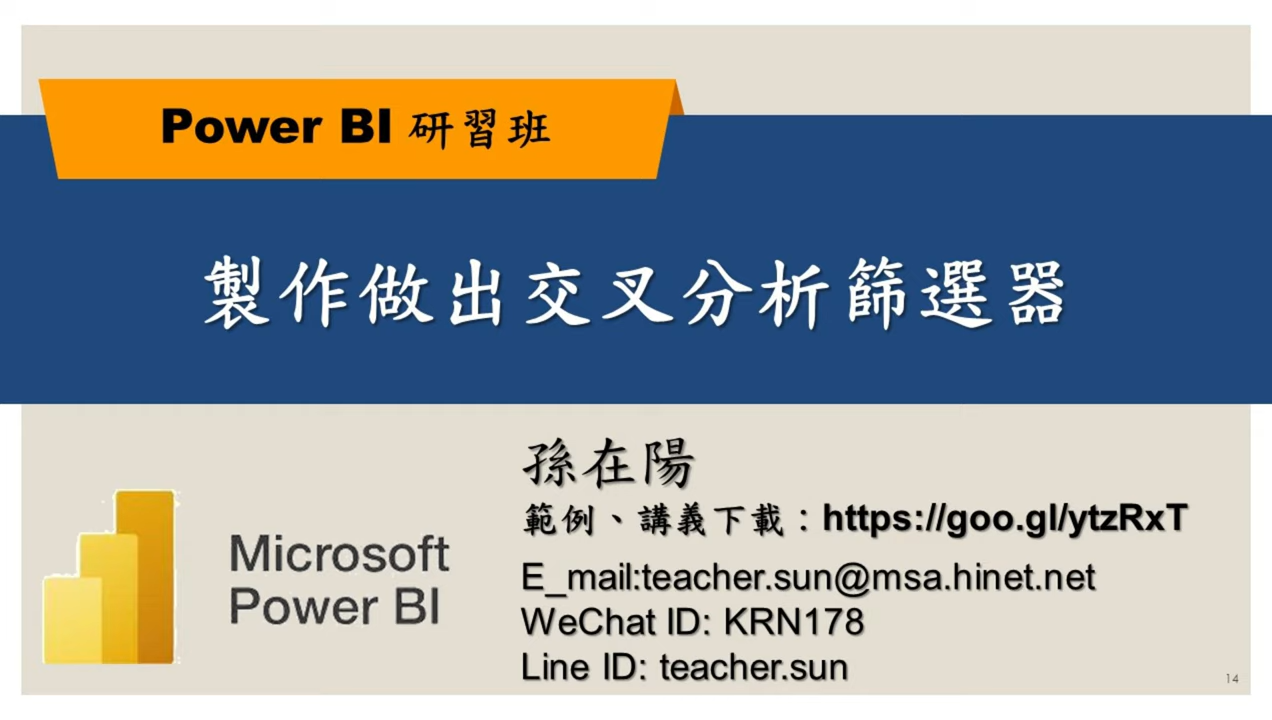 Power BI 研習班
製作做出交叉分析篩選器
孫在陽
範例、講義下載：https://goo.gl/ytzRxT
E_mail:teacher.sun@msa.hinet.net
WeChat ID: KRN178
Line ID: teacher.sun
Microsoft
Power BI
14